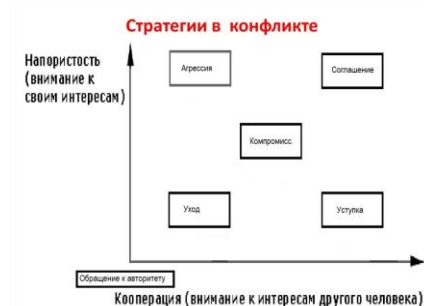 Стратегии в конфликте
Напористость
(внимание к
своим интересам)
Агрессия
Соглашение
Компромисс
Уход
Уступка
Обращение к авторитету
Кооперация (внимание к интересам другого человека)